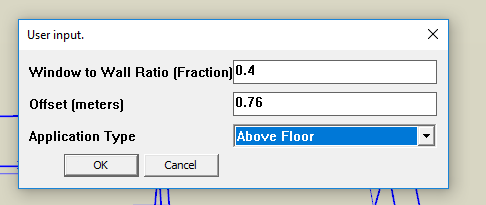 User input.
Window to Wall Ratio (Fraction) 0.4
Offset (meters) 0.76
Application Type Above Floor
OK Cancel